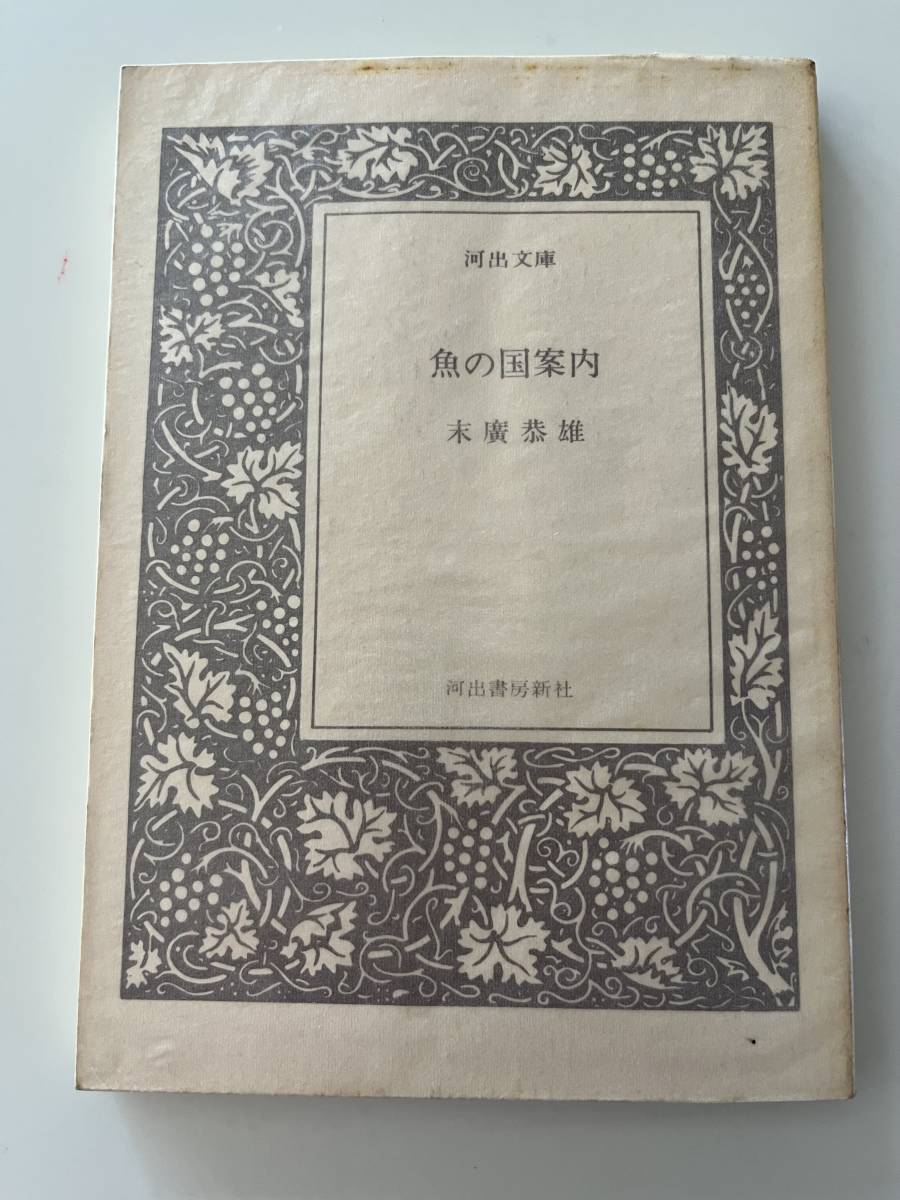 河出文庫
魚の国案内
末廣恭雄
河出書房新社